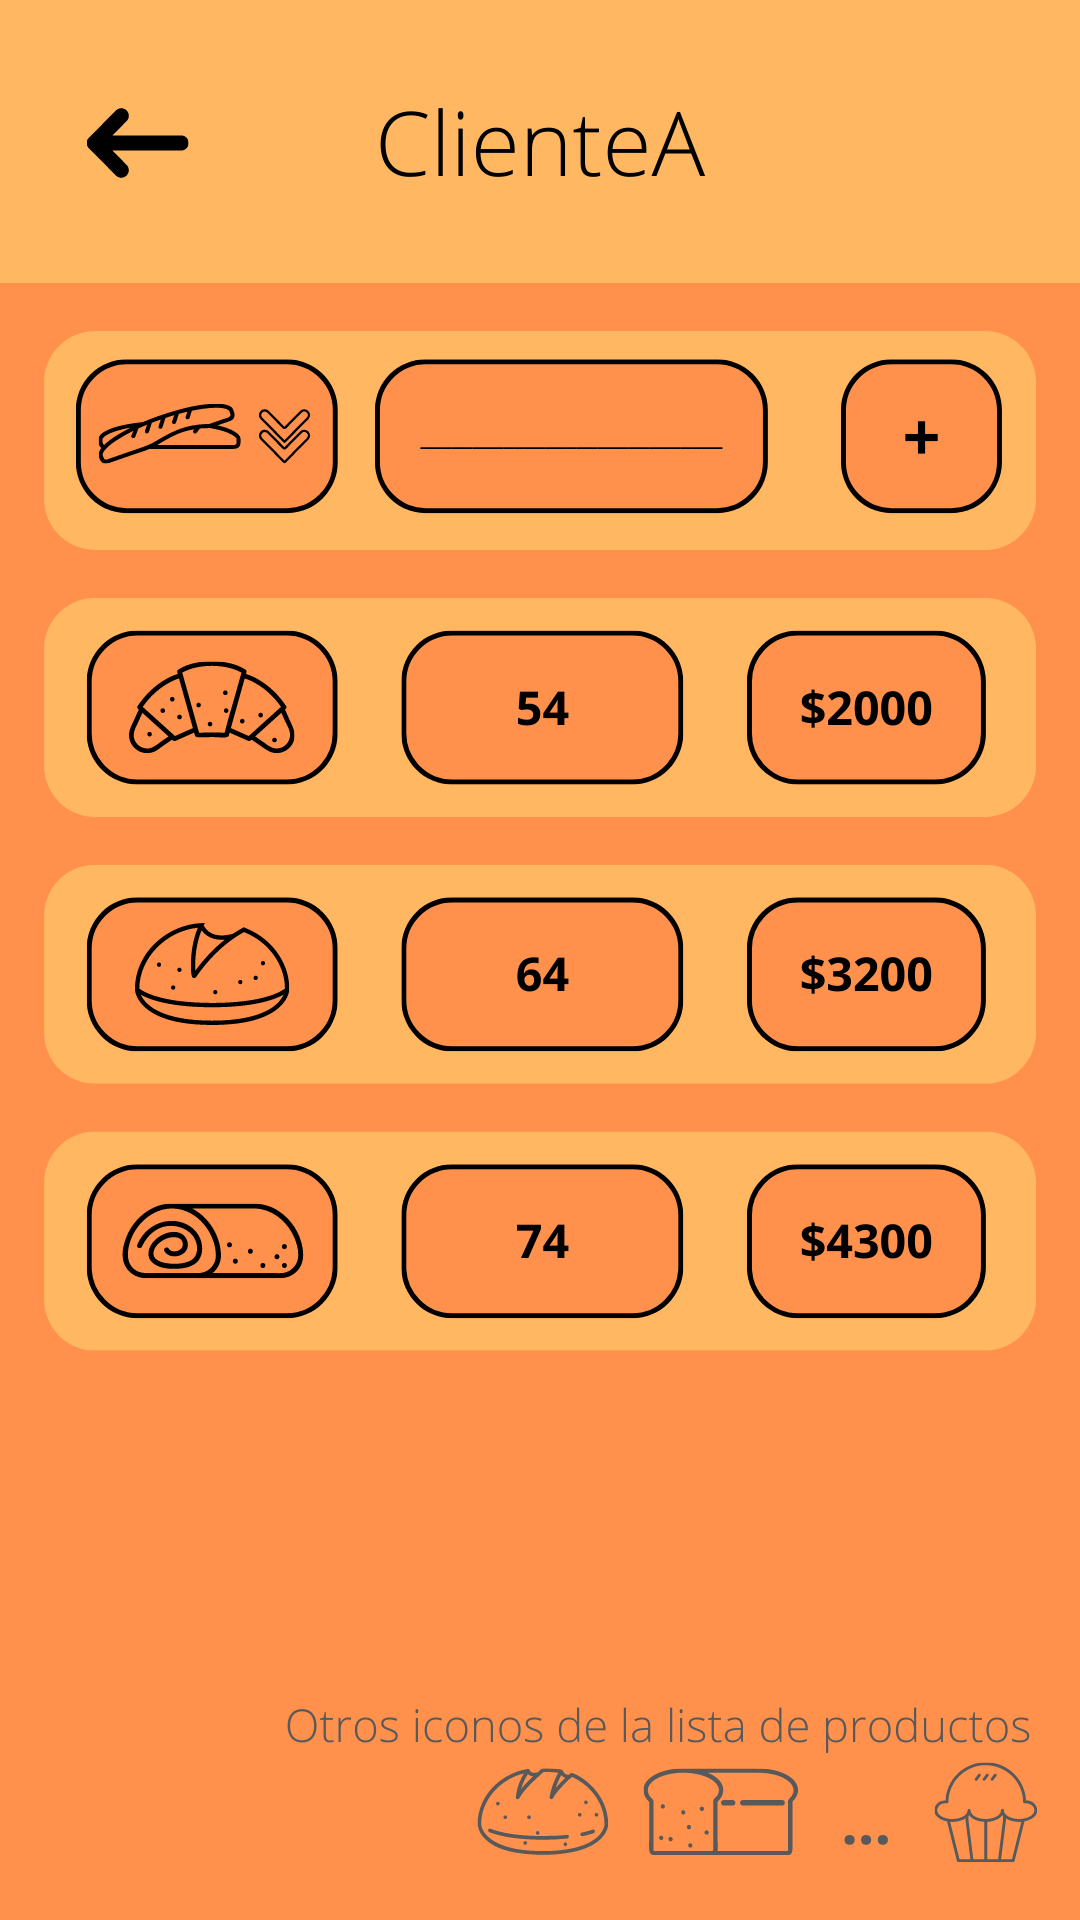 ClienteA
+
54 $2000
64 $3200
74 $4300
Otros iconos de la lista de productos
...